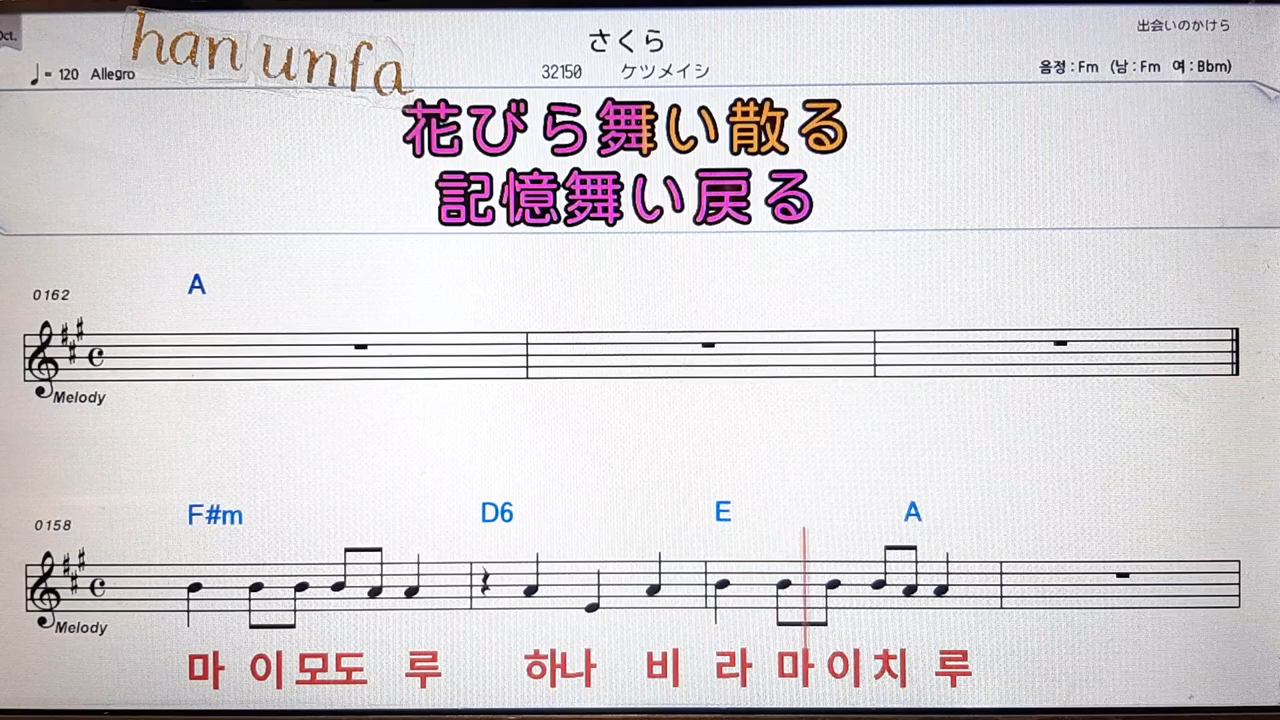 Oct.
han unfa
さくら
出会いのかけら
♩= 120 Allegro
32150 ケツメイシ
음정 : Fm (남 : Fm 여 : Bbm)
花びら舞い散る
記憶舞い戻る
0162
A
Melody
0158
F#m D6 E A
Melody
마 이 모도 루 하나 비 라 마 이 치 루